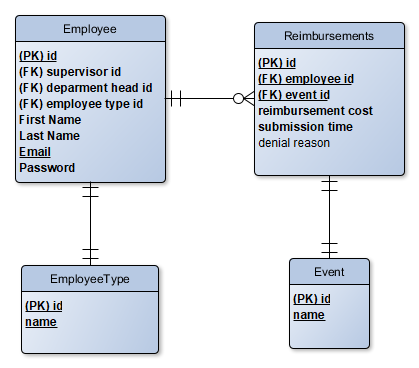 Employee
(PK) id
(FK) supervisor id
(FK) deparment head id
(FK) employee type id
First Name
Last Name
Email
Password
Reimbursements
(PK) id
(FK) employee id
(FK) event id
reimbursement cost
submission time
denial reason
EmployeeType
(PK) id
name
Event
(PK) id
name